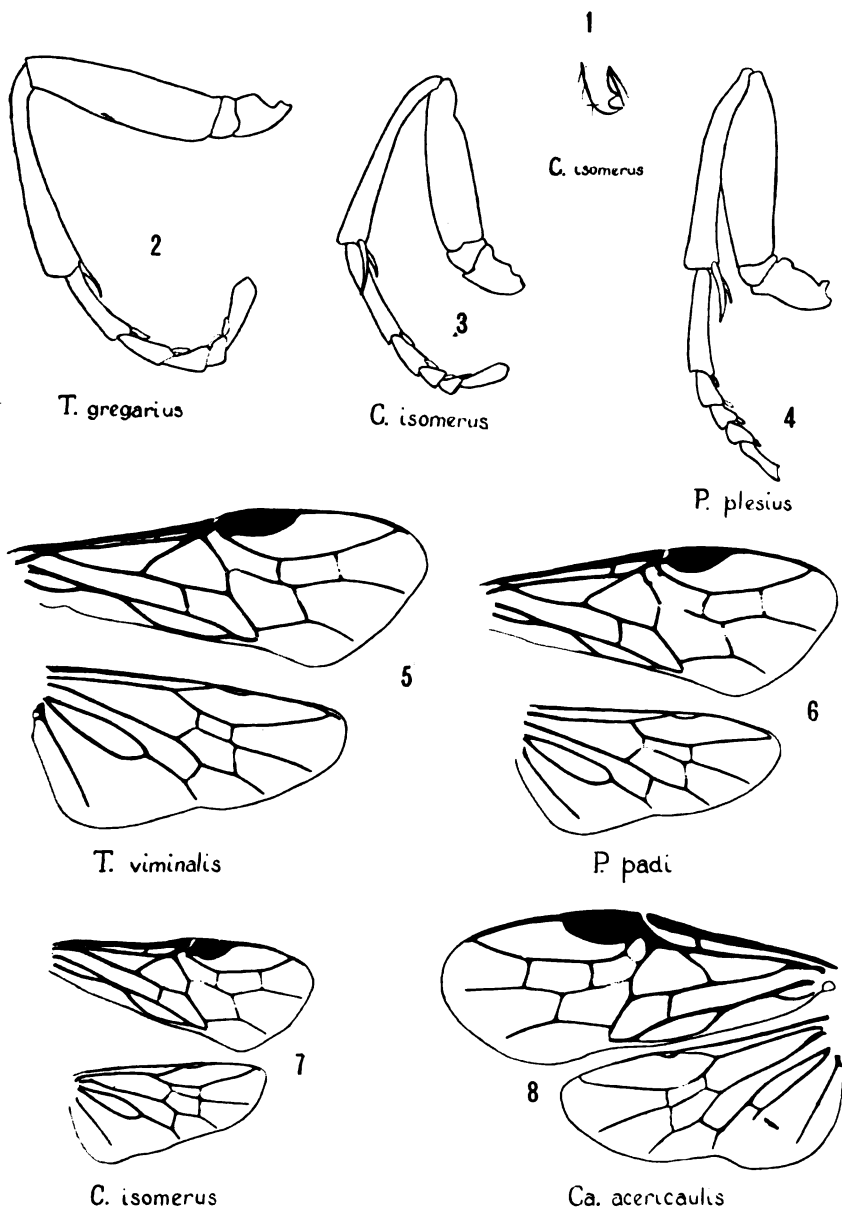 1
C. isomerus
2
T. gregarius
3
C. isomerus
4
P. plesius
5
T. viminalis
6
P. padi
7
C. isomerus
8
Ca. acericaulis